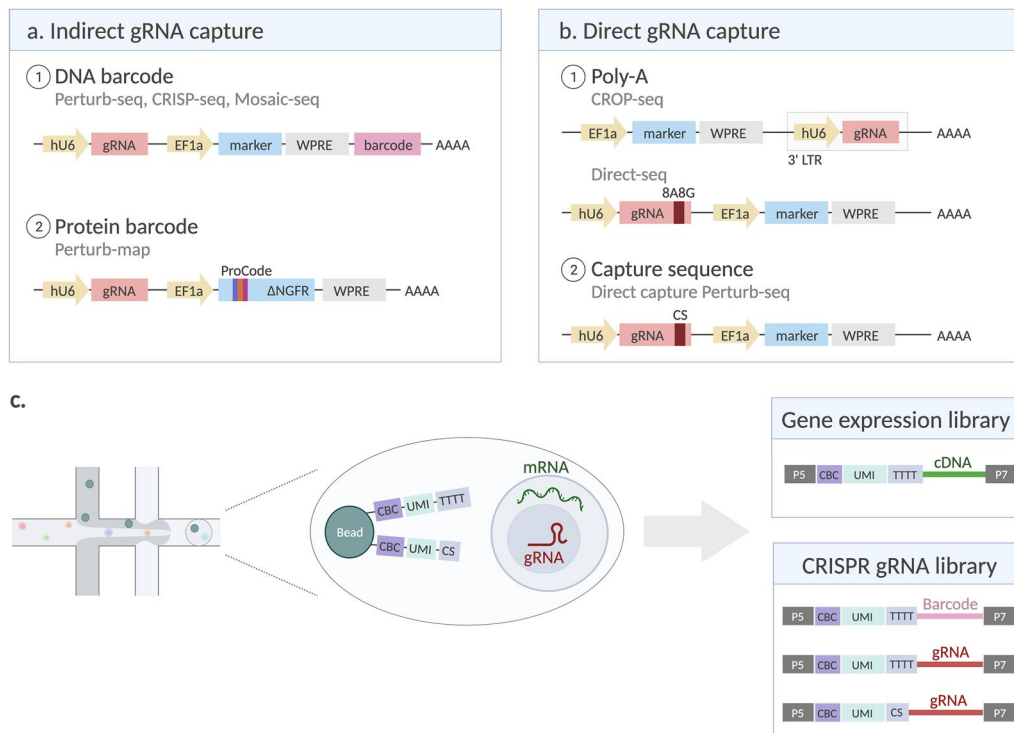 a. Indirect gRNA capture
1 DNA barcode
Perturb-seq, CRISP-seq, Mosaic-seq
hU6 gRNA EF1a marker WPRE barcode AAAA
2 Protein barcode
Perturb-map
ProCode
hU6 gRNA EF1a ΔNGFR WPRE AAAA
b. Direct gRNA capture
1 Poly-A
CROP-seq
EF1a marker WPRE hU6 gRNA AAAA
3' LTR
Direct-seq
8A8G
hU6 gRNA EF1a marker WPRE AAAA
2 Capture sequence
Direct capture Perturb-seq
CS
hU6 gRNA EF1a marker WPRE AAAA
c.
mRNA
gRNA
Bead
CBC UMI TTTT
CBC UMI CS
Gene expression library
cDNA
P5 CBC UMI TTTT P7
CRISPR gRNA library
Barcode
P5 CBC UMI TTTT P7
gRNA
P5 CBC UMI TTTT P7
gRNA
P5 CBC UMI CS P7